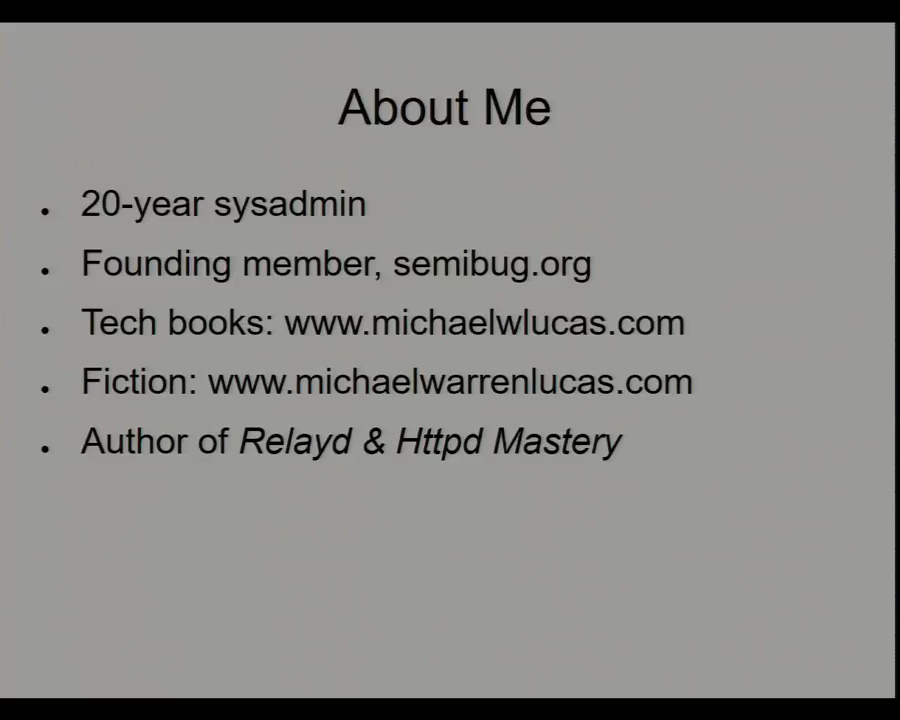 About Me
20-year sysadmin
Founding member, semibug.org
Tech books: www.michaelwlucas.com
Fiction: www.michaelwarrenlucas.com
Author of Relayd & Httpd Mastery